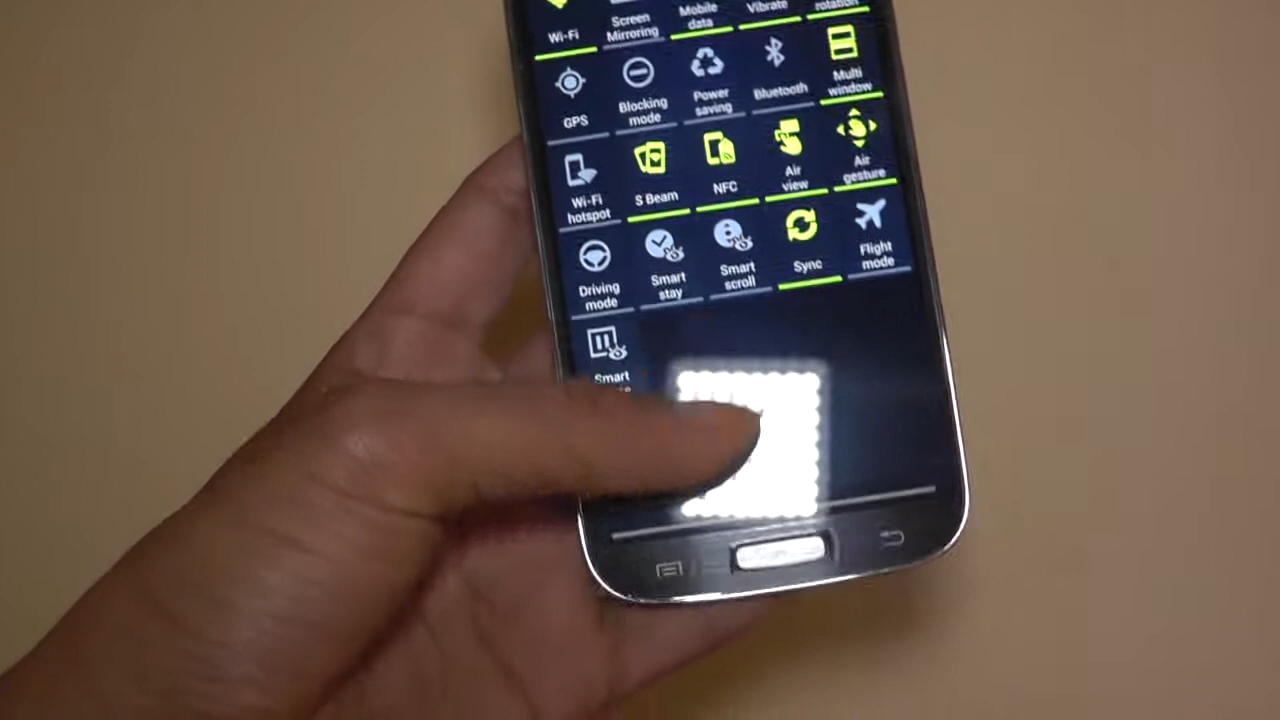 Wi-Fi
Screen
Mirroring
Mobile
data
Vibrate
rotation
GPS
Blocking
mode
Power
saving
Bluetooth
Multi
window
Wi-Fi
hotspot
S Beam
NFC
Air
view
Air
gesture
Driving
mode
Smart
stay
Smart
scroll
Sync
Flight
mode
Smart